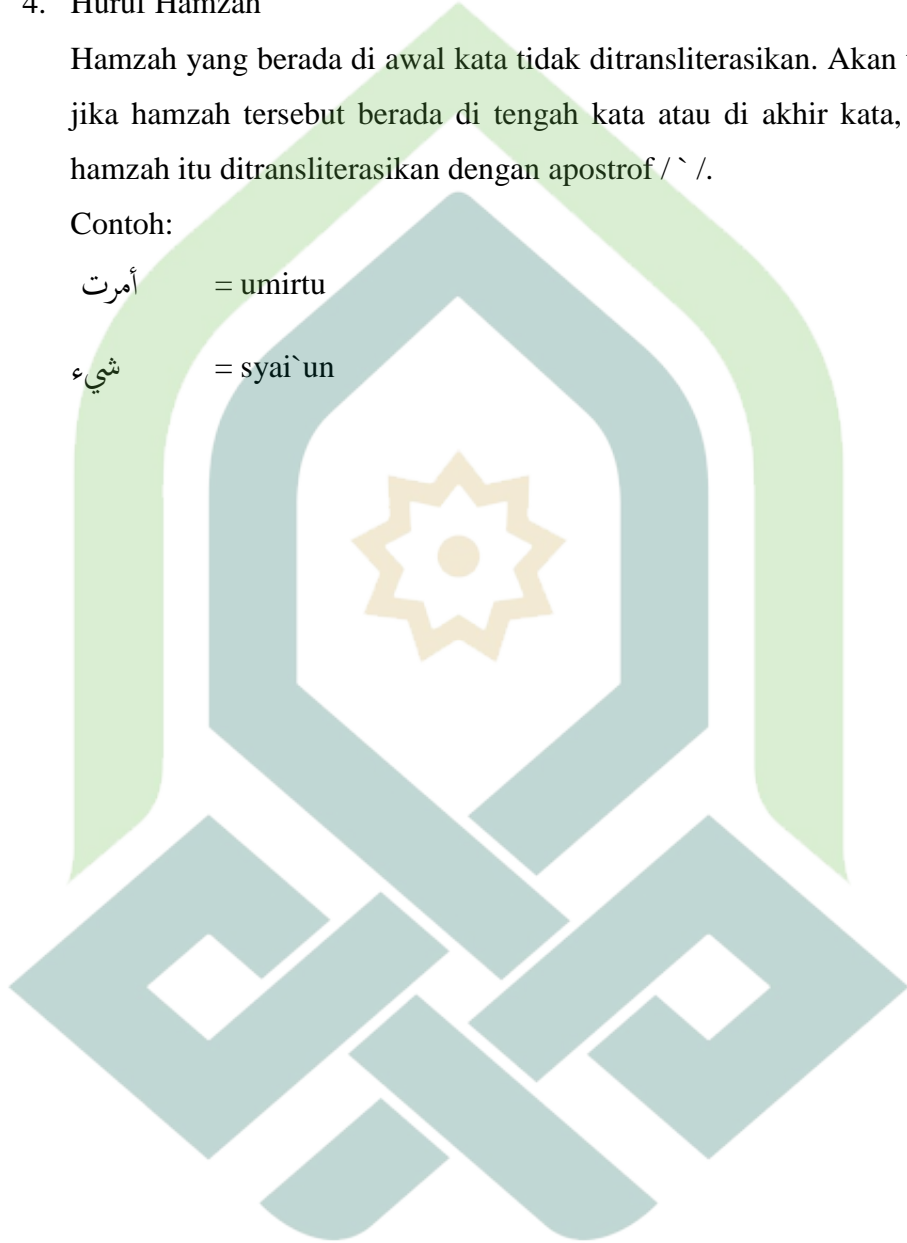 4. Huruf Hamzah
Hamzah yang berada di awal kata tidak ditransliterasikan. Akan
jika hamzah tersebut berada di tengah kata atau di akhir kata,
hamzah itu ditransliterasikan dengan apostrof / ` /.
Contoh:
أمرت = umirtu
شيء = syai`un